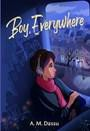 Boy, Everywhere
A. M. Dassu